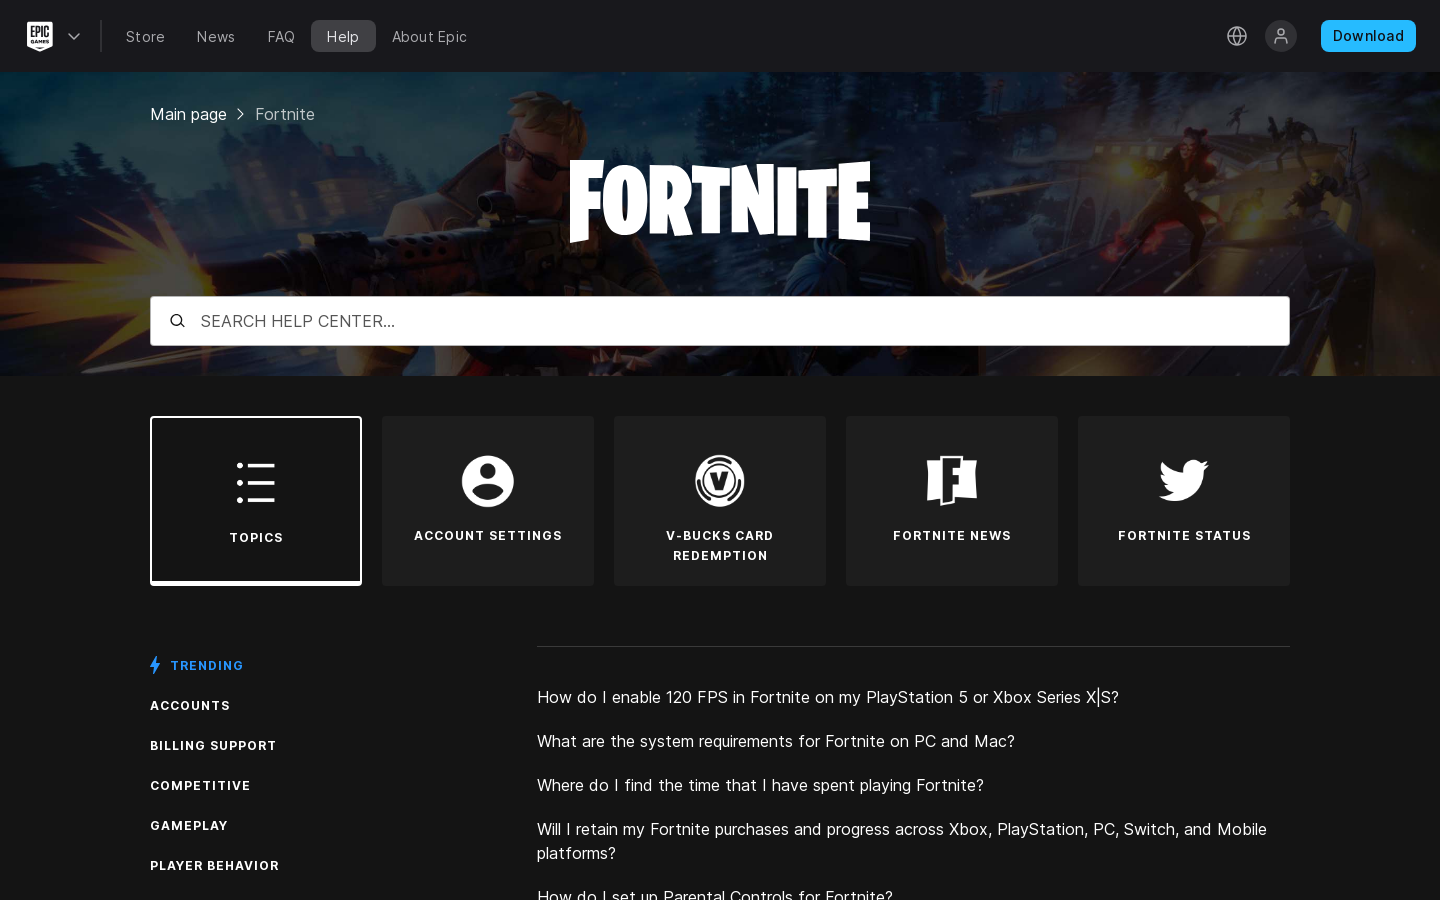 EPIC GAMES
Store
News
FAQ
Help
About Epic
Download
Main page
Fortnite
FORTNITE
SEARCH HELP CENTER...
TOPICS
ACCOUNT SETTINGS
V-BUCKS CARD
REDEMPTION
FORTNITE NEWS
FORTNITE STATUS
TRENDING
ACCOUNTS
BILLING SUPPORT
COMPETITIVE
GAMEPLAY
PLAYER BEHAVIOR
How do I enable 120 FPS in Fortnite on my PlayStation 5 or Xbox Series X|S?
What are the system requirements for Fortnite on PC and Mac?
Where do I find the time that I have spent playing Fortnite?
Will I retain my Fortnite purchases and progress across Xbox, PlayStation, PC, Switch, and Mobile
platforms?
How do I set up Parental Controls for Fortnite?